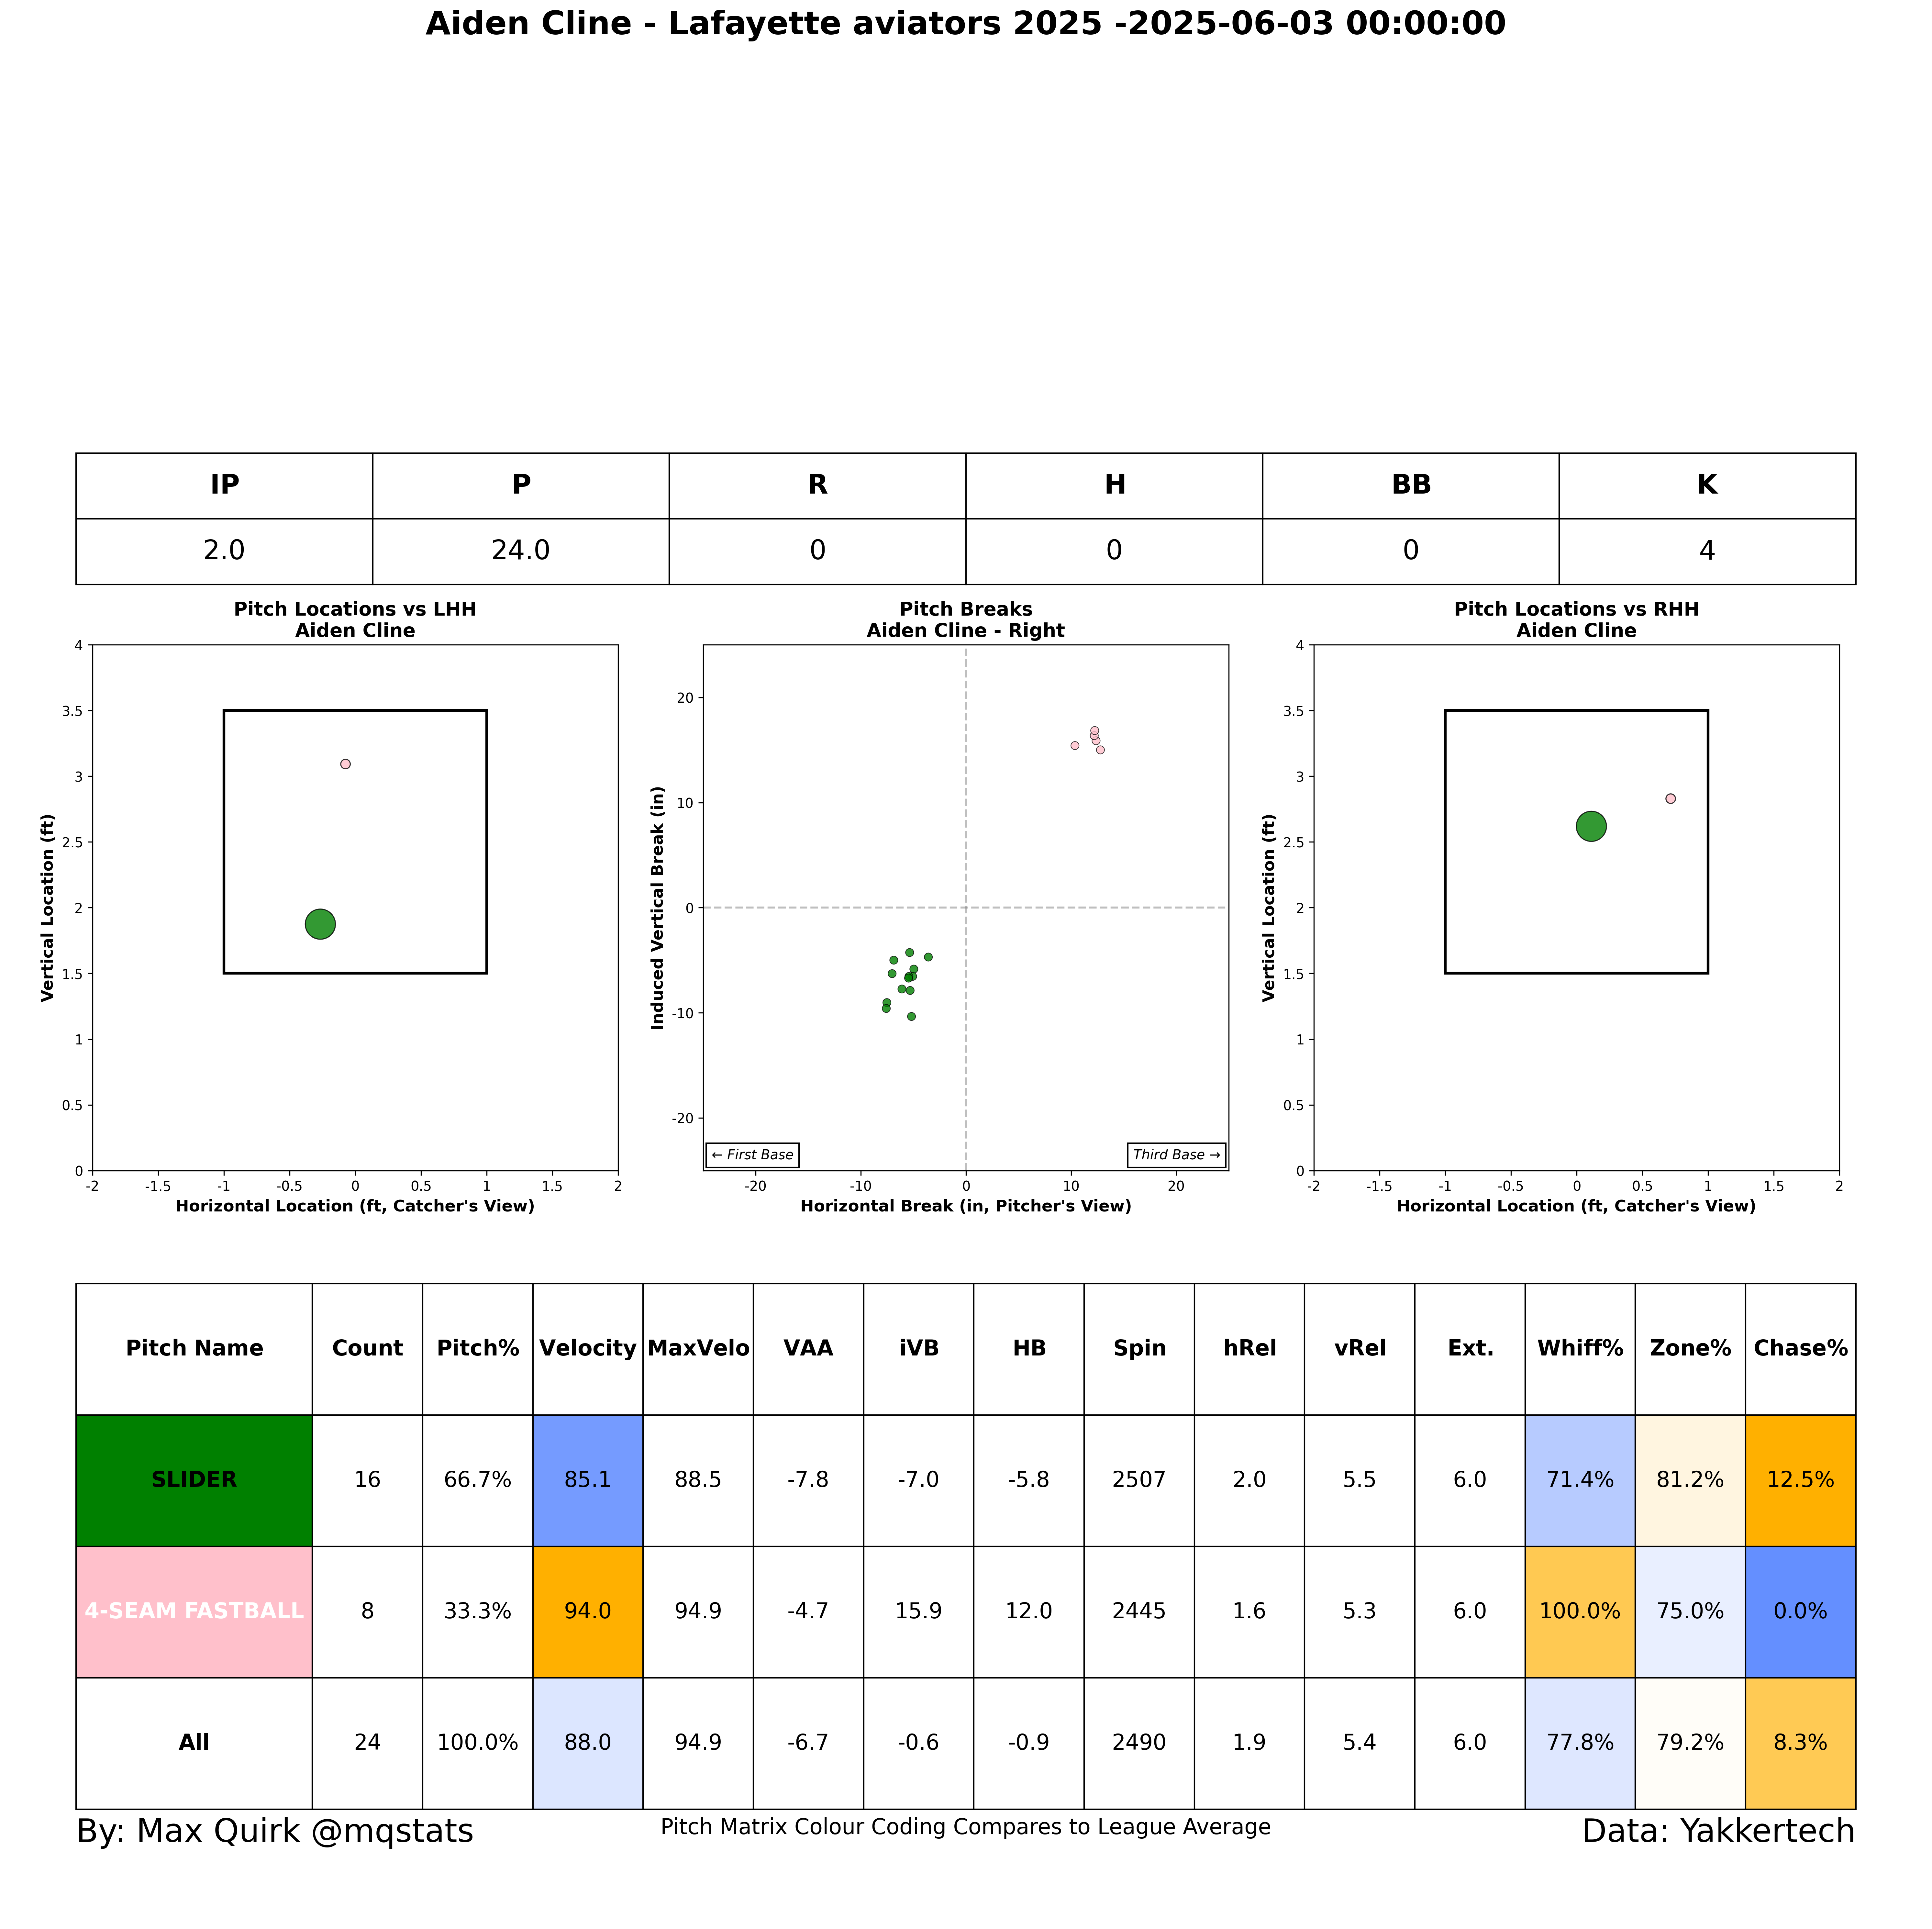 Aiden Cline - Lafayette aviators 2025 -2025-06-03 00:00:00
IP P R H BB K
2.0 24.0 0 0 0 4
Pitch Locations vs LHH
Aiden Cline
4
3.5
3
2.5
2
1.5
1
0.5
0
Vertical Location (ft)
-2 -1.5 -1 -0.5 0 0.5 1 1.5 2
Horizontal Location (ft, Catcher's View)
Pitch Breaks
Aiden Cline - Right
20
10
0
-10
-20
Induced Vertical Break (in)
← First Base
Third Base →
-20 -10 0 10 20
Horizontal Break (in, Pitcher's View)
Pitch Locations vs RHH
Aiden Cline
4
3.5
3
2.5
2
1.5
1
0.5
0
Vertical Location (ft)
-2 -1.5 -1 -0.5 0 0.5 1 1.5 2
Horizontal Location (ft, Catcher's View)
Pitch Name Count Pitch% Velocity MaxVelo VAA iVB HB Spin hRel vRel Ext. Whiff% Zone% Chase%
SLIDER 16 66.7% 85.1 88.5 -7.8 -7.0 -5.8 2507 2.0 5.5 6.0 71.4% 81.2% 12.5%
4-SEAM FASTBALL 8 33.3% 94.0 94.9 -4.7 15.9 12.0 2445 1.6 5.3 6.0 100.0% 75.0% 0.0%
All 24 100.0% 88.0 94.9 -6.7 -0.6 -0.9 2490 1.9 5.4 6.0 77.8% 79.2% 8.3%
By: Max Quirk @mqstats
Pitch Matrix Colour Coding Compares to League Average
Data: Yakkertech